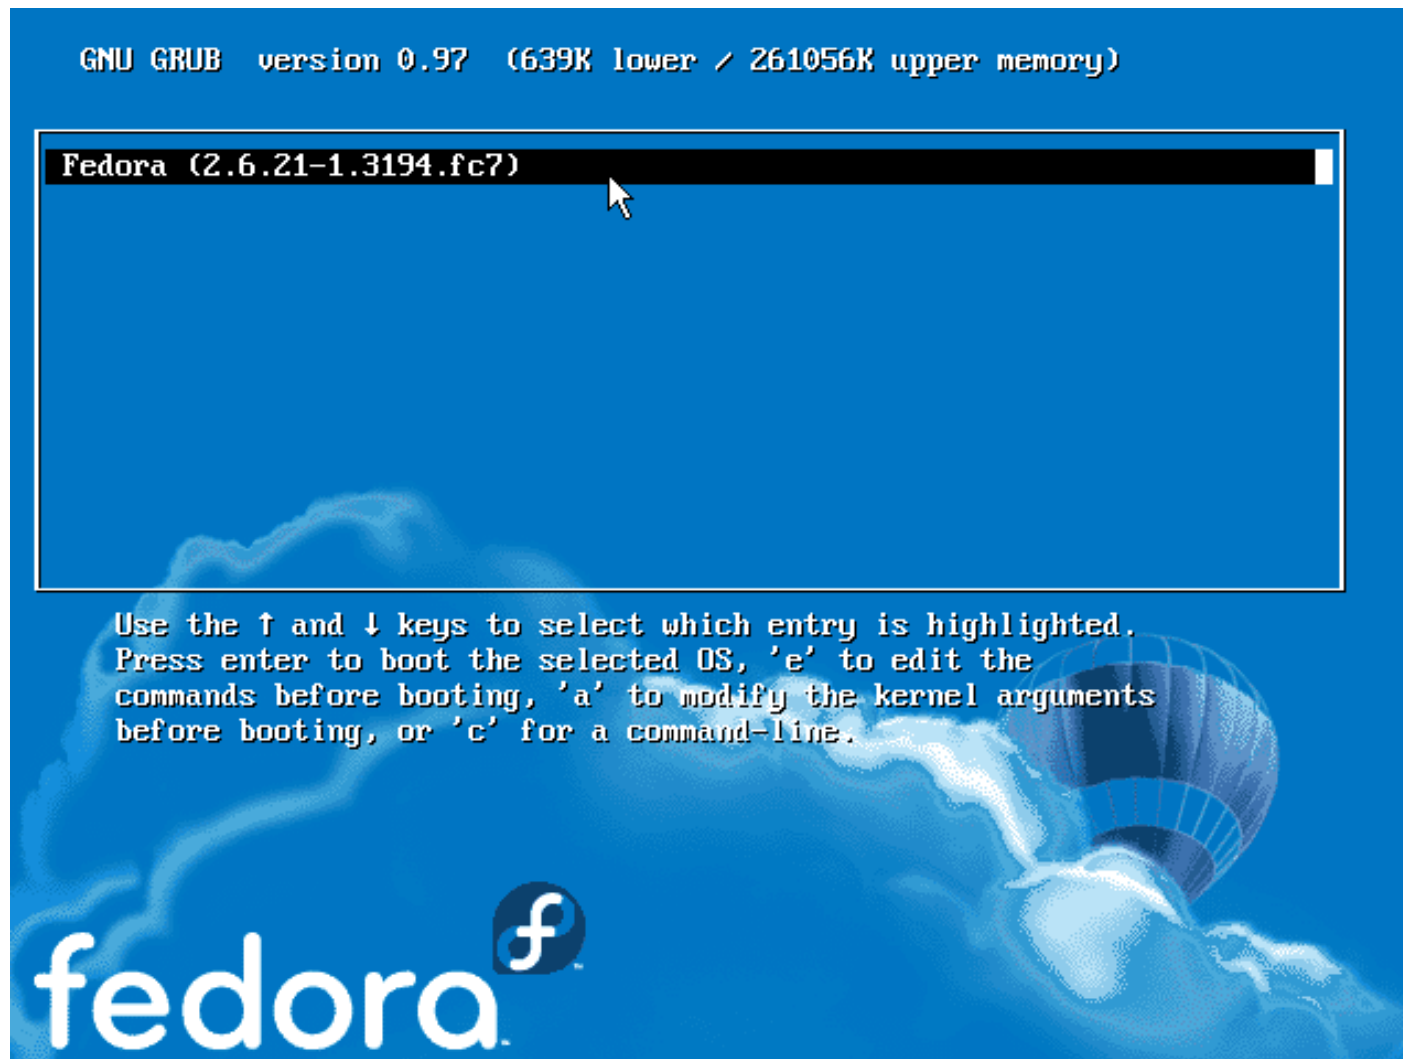 GNU GRUB  version 0.97  (639K lower / 261056K upper memory)
Fedora (2.6.21-1.3194.fc7)
Use the ↑ and ↓ keys to select which entry is highlighted.
Press enter to boot the selected OS, 'e' to edit the
commands before booting, 'a' to modify the kernel arguments
before booting, or 'c' for a command-line.
fedora